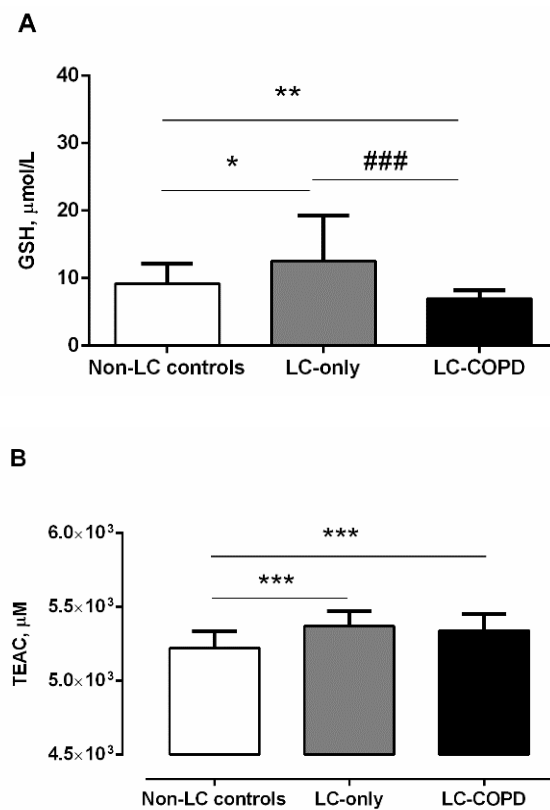 A
40
**
30
* ###
GSH, μmol/L
20
10
0
Non-LC controls LC-only LC-COPD
B
6.0×10³
***
***
5.5×10³
TEAC, μM
5.0×10³
4.5×10³
Non-LC controls LC-only LC-COPD